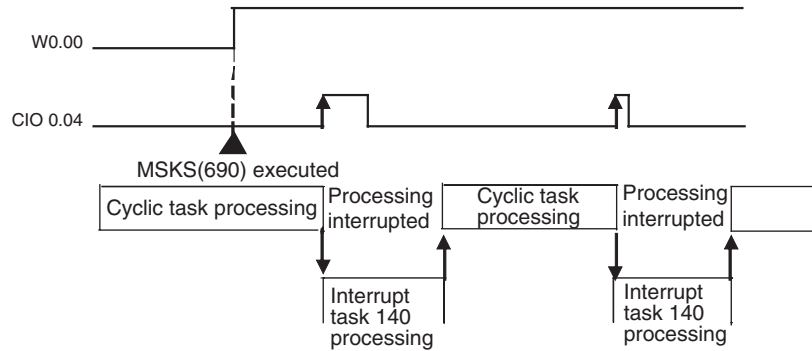 W0.00
CIO 0.04
MSKS(690) executed
Cyclic task processing
Processing
interrupted
Cyclic task
processing
Processing
interrupted
Interrupt
task 140
processing
Interrupt
task 140
processing